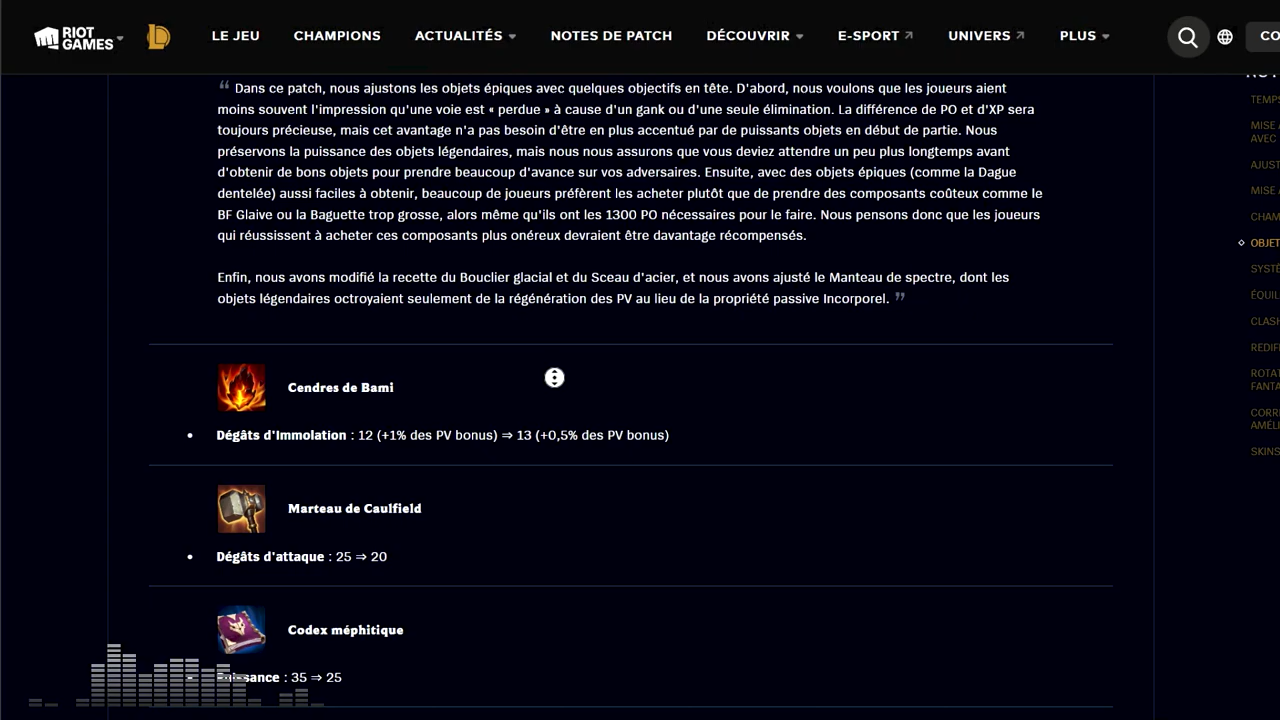 RIOT GAMES
LE JEU CHAMPIONS ACTUALITÉS NOTES DE PATCH DÉCOUVRIR E-SPORT UNIVERS PLUS CO
“ Dans ce patch, nous ajustons les objets épiques avec quelques objectifs en tête. D'abord, nous voulons que les joueurs aient
moins souvent l'impression qu'une voie est « perdue » à cause d'un gank ou d'une seule élimination. La différence de PO et d'XP sera
toujours précieuse, mais cet avantage n'a pas besoin d'être en plus accentué par de puissants objets en début de partie. Nous
préservons la puissance des objets légendaires, mais nous nous assurons que vous deviez attendre un peu plus longtemps avant
d'obtenir de bons objets pour prendre beaucoup d'avance sur vos adversaires. Ensuite, avec des objets épiques (comme la Dague
dentelée) aussi faciles à obtenir, beaucoup de joueurs préfèrent les acheter plutôt que de prendre des composants coûteux comme le
BF Glaive ou la Baguette trop grosse, alors même qu'ils ont les 1300 PO nécessaires pour le faire. Nous pensons donc que les joueurs
qui réussissent à acheter ces composants plus onéreux devraient être davantage récompensés.
Enfin, nous avons modifié la recette du Bouclier glacial et du Sceau d'acier, et nous avons ajusté le Manteau de spectre, dont les
objets légendaires octroyaient seulement de la régénération des PV au lieu de la propriété passive Incorporel. ”
Cendres de Bami
• Dégâts d'Immolation : 12 (+1% des PV bonus) ⇒ 13 (+0,5% des PV bonus)
Marteau de Caulfield
• Dégâts d'attaque : 25 ⇒ 20
Codex méphitique
Puissance : 35 ⇒ 25
TEMPS
MISE A
AVEC
AJUST
MISE A
CHAM
OBJET
SYSTÈ
ÉQUIL
CLASH
REDIF
ROTAT
FANTA
CORRE
AMÉLI
SKINS